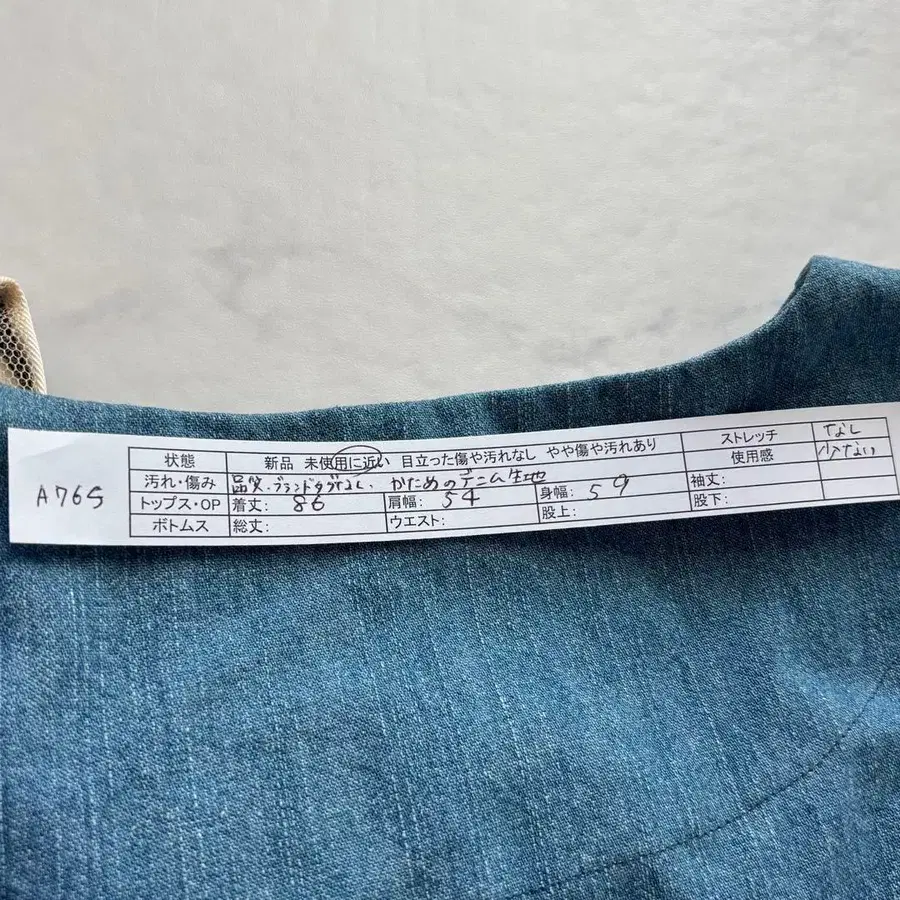 A765
状態 新品 未使用に近い 目立った傷や汚れなし やや傷や汚れあり ストレッチ なし
汚れ・傷み 品質、ブランドタグなし、かためのデニム生地 使用感 少ない
トップス・OP 着丈: 86 肩幅: 54 身幅: 59 袖丈:
ボトムス 総丈: ウエスト: 股上: 股下: